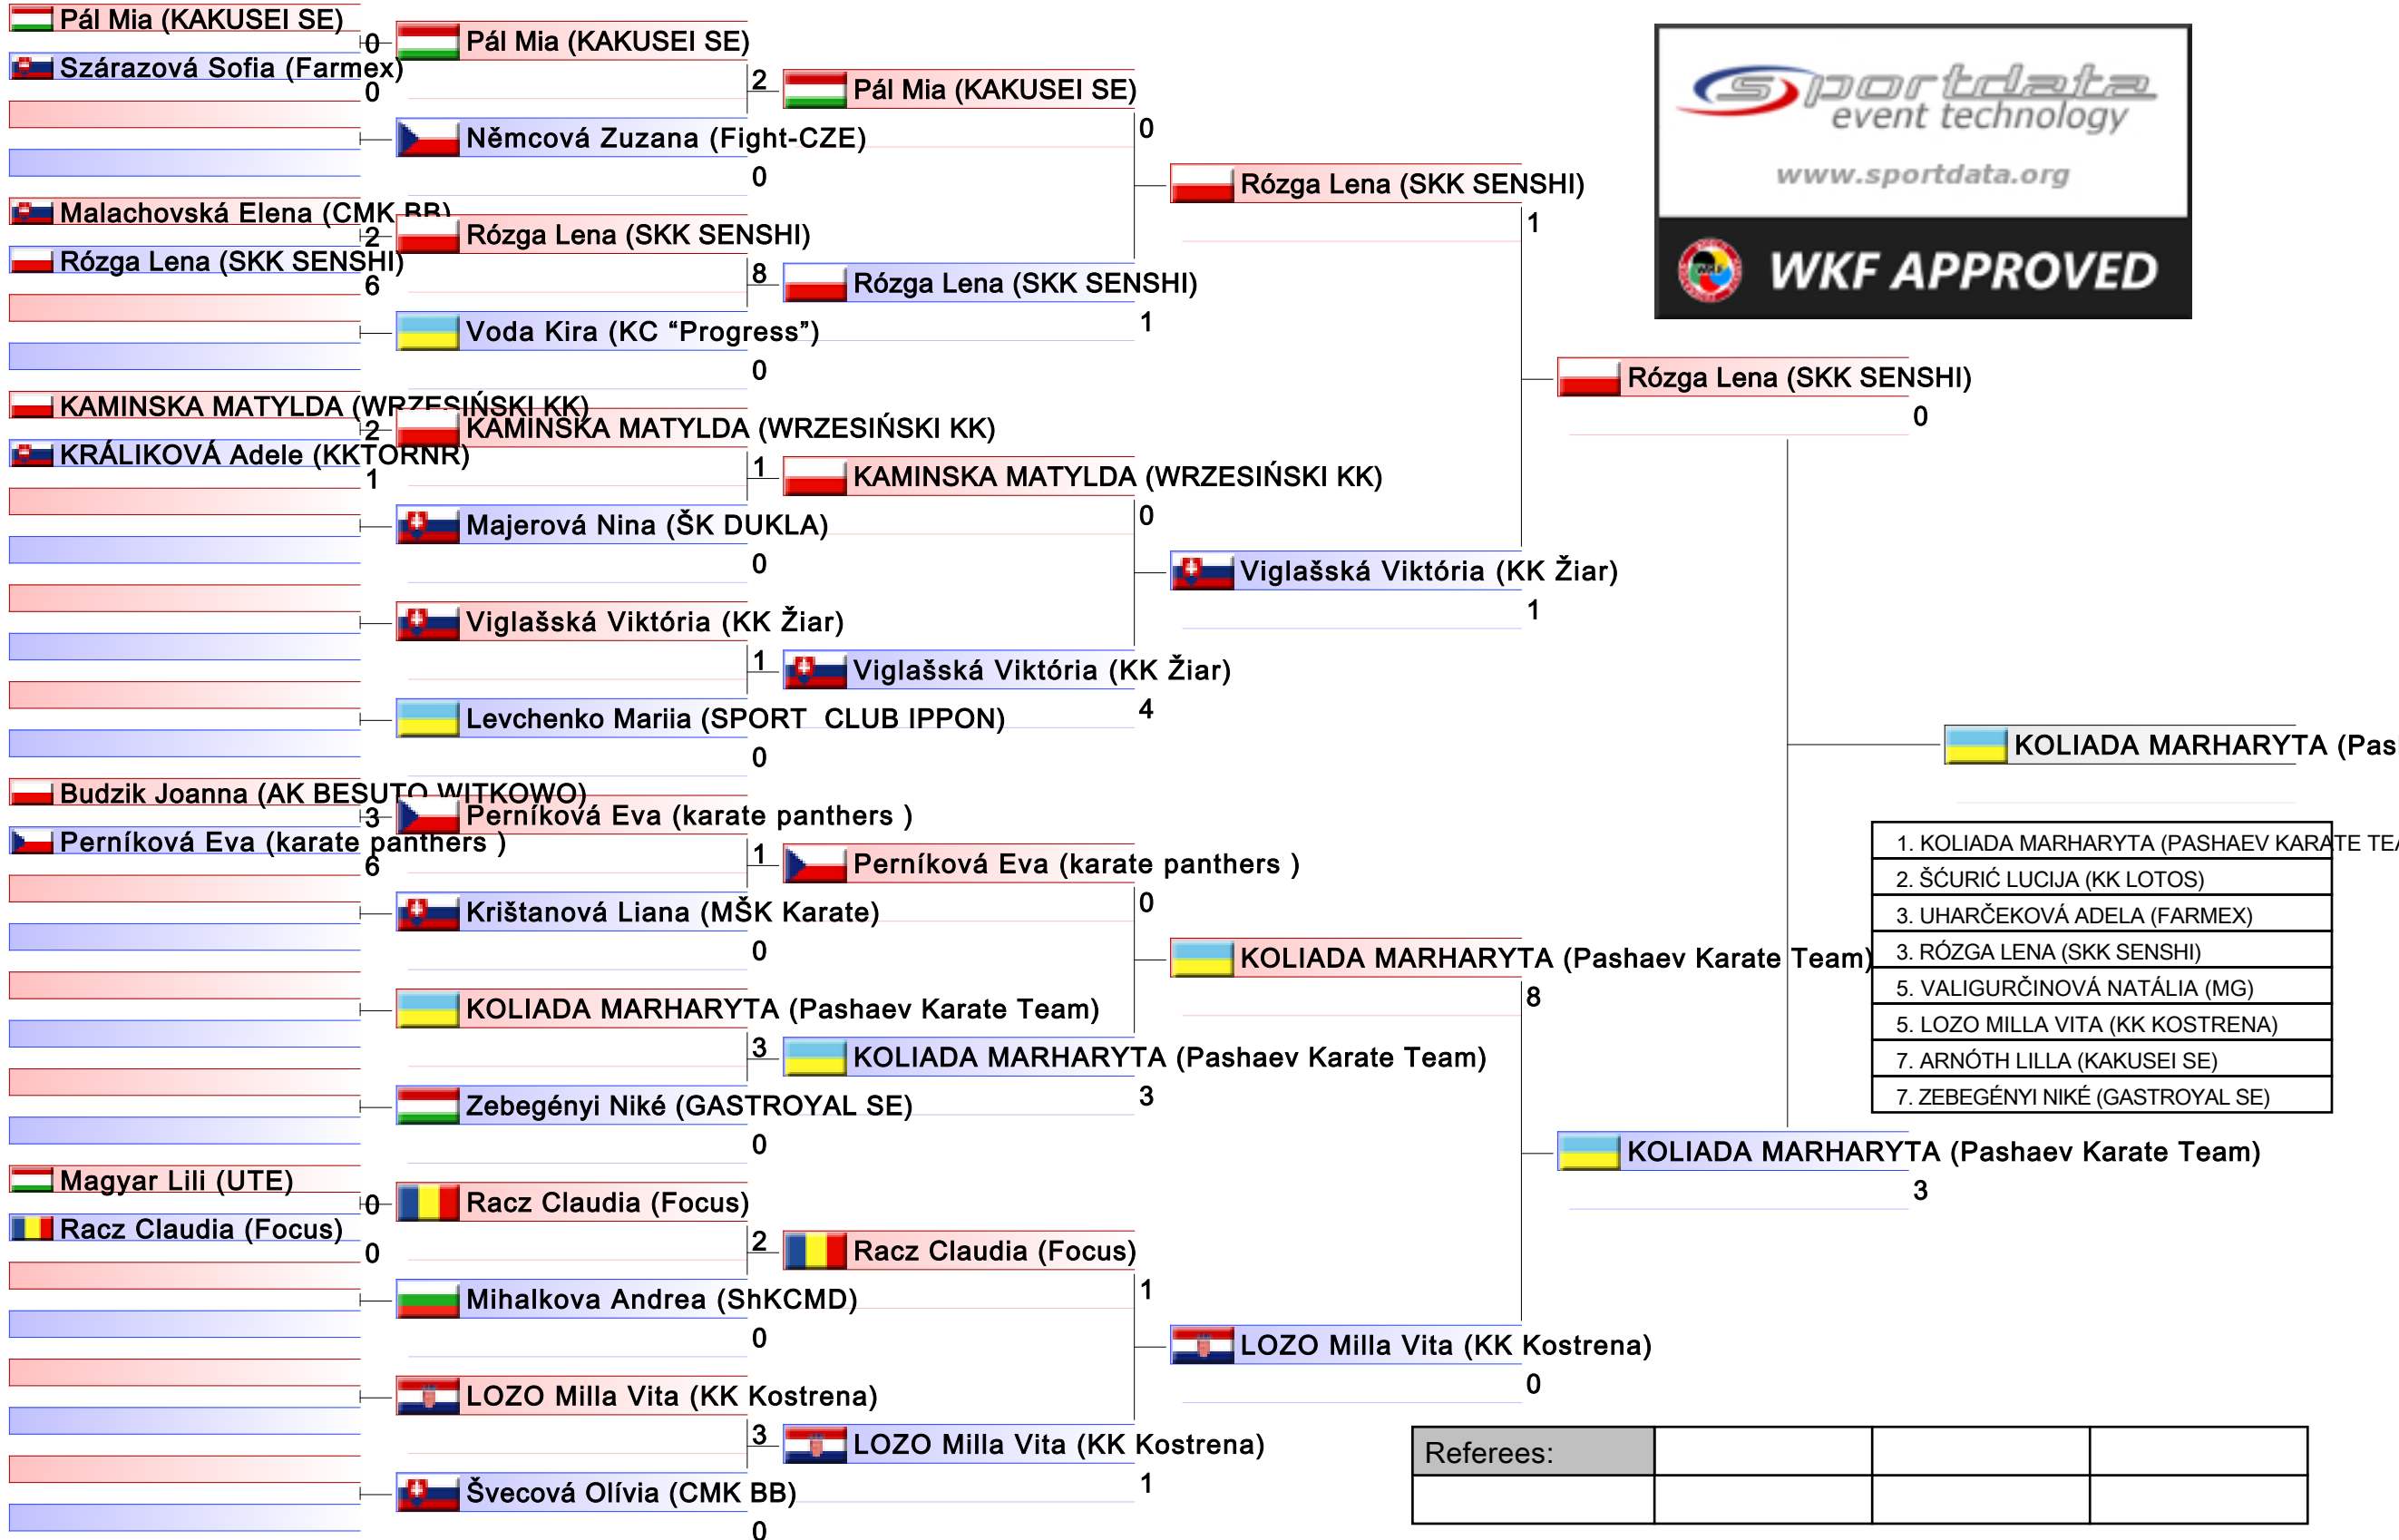 Pál Mia (KAKUSEI SE)
0
Szárazová Sofia (Farmex)
0
Malachovská Elena (CMK BB)
2
Rózga Lena (SKK SENSHI)
6
KAMINSKA MATYLDA (WRZESIŃSKI KK)
2
KRÁLIKOVÁ Adele (KKTORNR)
1
Budzik Joanna (AK BESUTO WITKOWO)
3
Perníková Eva (karate panthers )
6
Magyar Lili (UTE)
0
Racz Claudia (Focus)
0
Pál Mia (KAKUSEI SE)
2
Němcová Zuzana (Fight-CZE)
0
Rózga Lena (SKK SENSHI)
8
Voda Kira (KC “Progress”)
0
KAMINSKA MATYLDA (WRZESIŃSKI KK)
1
Majerová Nina (ŠK DUKLA)
0
Viglašská Viktória (KK Žiar)
1
Levchenko Mariia (SPORT  CLUB IPPON)
0
Perníková Eva (karate panthers )
1
Krištanová Liana (MŠK Karate)
0
KOLIADA MARHARYTA (Pashaev Karate Team)
3
Zebegényi Niké (GASTROYAL SE)
0
Racz Claudia (Focus)
2
Mihalkova Andrea (ShKCMD)
0
LOZO Milla Vita (KK Kostrena)
3
Švecová Olívia (CMK BB)
0
Pál Mia (KAKUSEI SE)
0
Rózga Lena (SKK SENSHI)
1
KAMINSKA MATYLDA (WRZESIŃSKI KK)
0
Viglašská Viktória (KK Žiar)
4
Perníková Eva (karate panthers )
0
KOLIADA MARHARYTA (Pashaev Karate Team)
3
Racz Claudia (Focus)
1
LOZO Milla Vita (KK Kostrena)
1
Rózga Lena (SKK SENSHI)
1
Viglašská Viktória (KK Žiar)
1
KOLIADA MARHARYTA (Pashaev Karate Team)
8
LOZO Milla Vita (KK Kostrena)
0
Rózga Lena (SKK SENSHI)
0
KOLIADA MARHARYTA (Pashaev Karate Team)
3
KOLIADA MARHARYTA (Pas
sportdata
event technology
www.sportdata.org
WKF
WKF APPROVED
1. KOLIADA MARHARYTA (PASHAEV KARATE TEA
2. ŠĆURIĆ LUCIJA (KK LOTOS)
3. UHARČEKOVÁ ADELA (FARMEX)
3. RÓZGA LENA (SKK SENSHI)
5. VALIGURČINOVÁ NATÁLIA (MG)
5. LOZO MILLA VITA (KK KOSTRENA)
7. ARNÓTH LILLA (KAKUSEI SE)
7. ZEBEGÉNYI NIKÉ (GASTROYAL SE)
Referees: